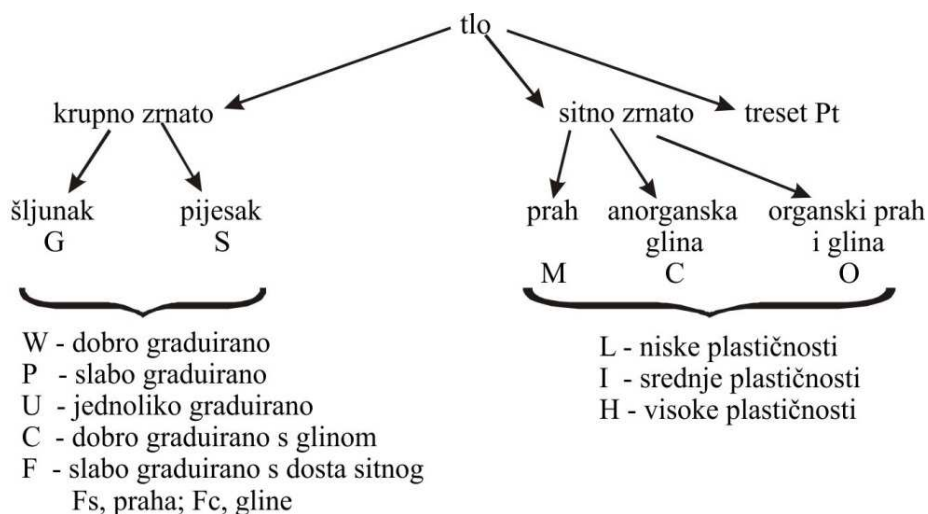 tlo
krupno zrnato
sitno zrnato
treset Pt
šljunak
G
pijesak
S
prah
M
anorganska
glina
C
organski prah
i glina
O
W - dobro graduirano
P - slabo graduirano
U - jednoliko graduirano
C - dobro graduirano s glinom
F - slabo graduirano s dosta sitnog
Fs, praha; Fc, gline
L - niske plastičnosti
I - srednje plastičnosti
H - visoke plastičnosti